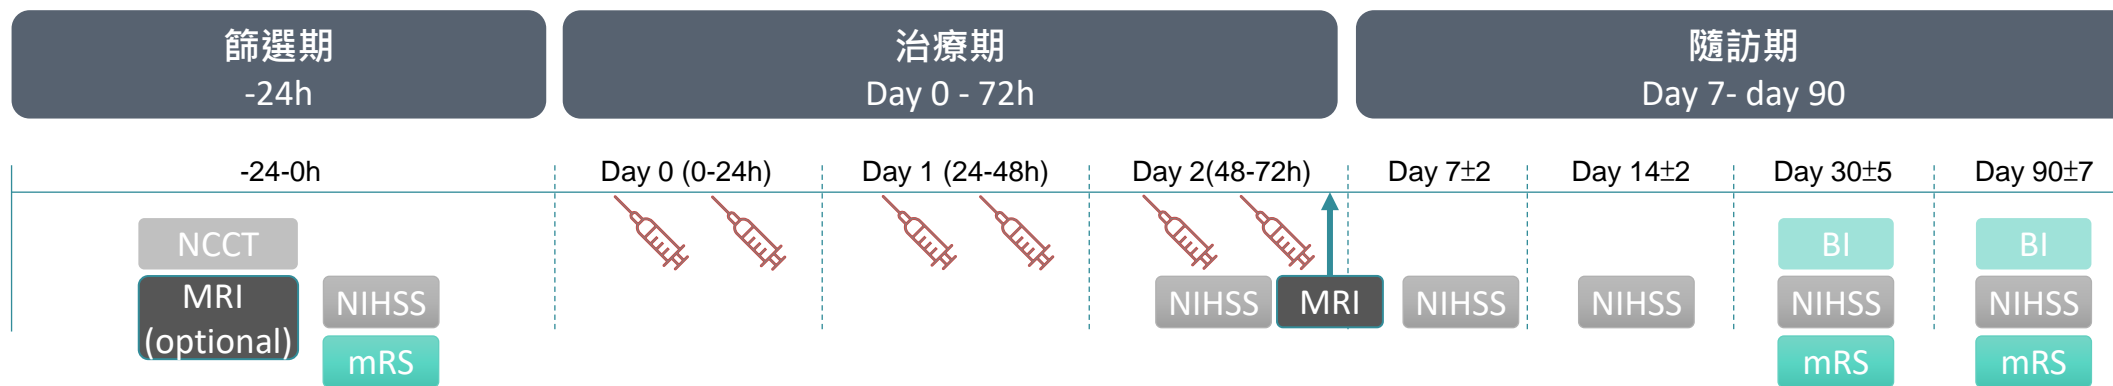 篩選期
-24h
治療期
Day 0 - 72h
隨訪期
Day 7- day 90
-24-0h
Day 0 (0-24h)
Day 1 (24-48h)
Day 2(48-72h)
Day 7±2
Day 14±2
Day 30±5
Day 90±7
NCCT
MRI
(optional)
NIHSS
mRS
NIHSS
MRI
NIHSS
NIHSS
BI
NIHSS
mRS
BI
NIHSS
mRS